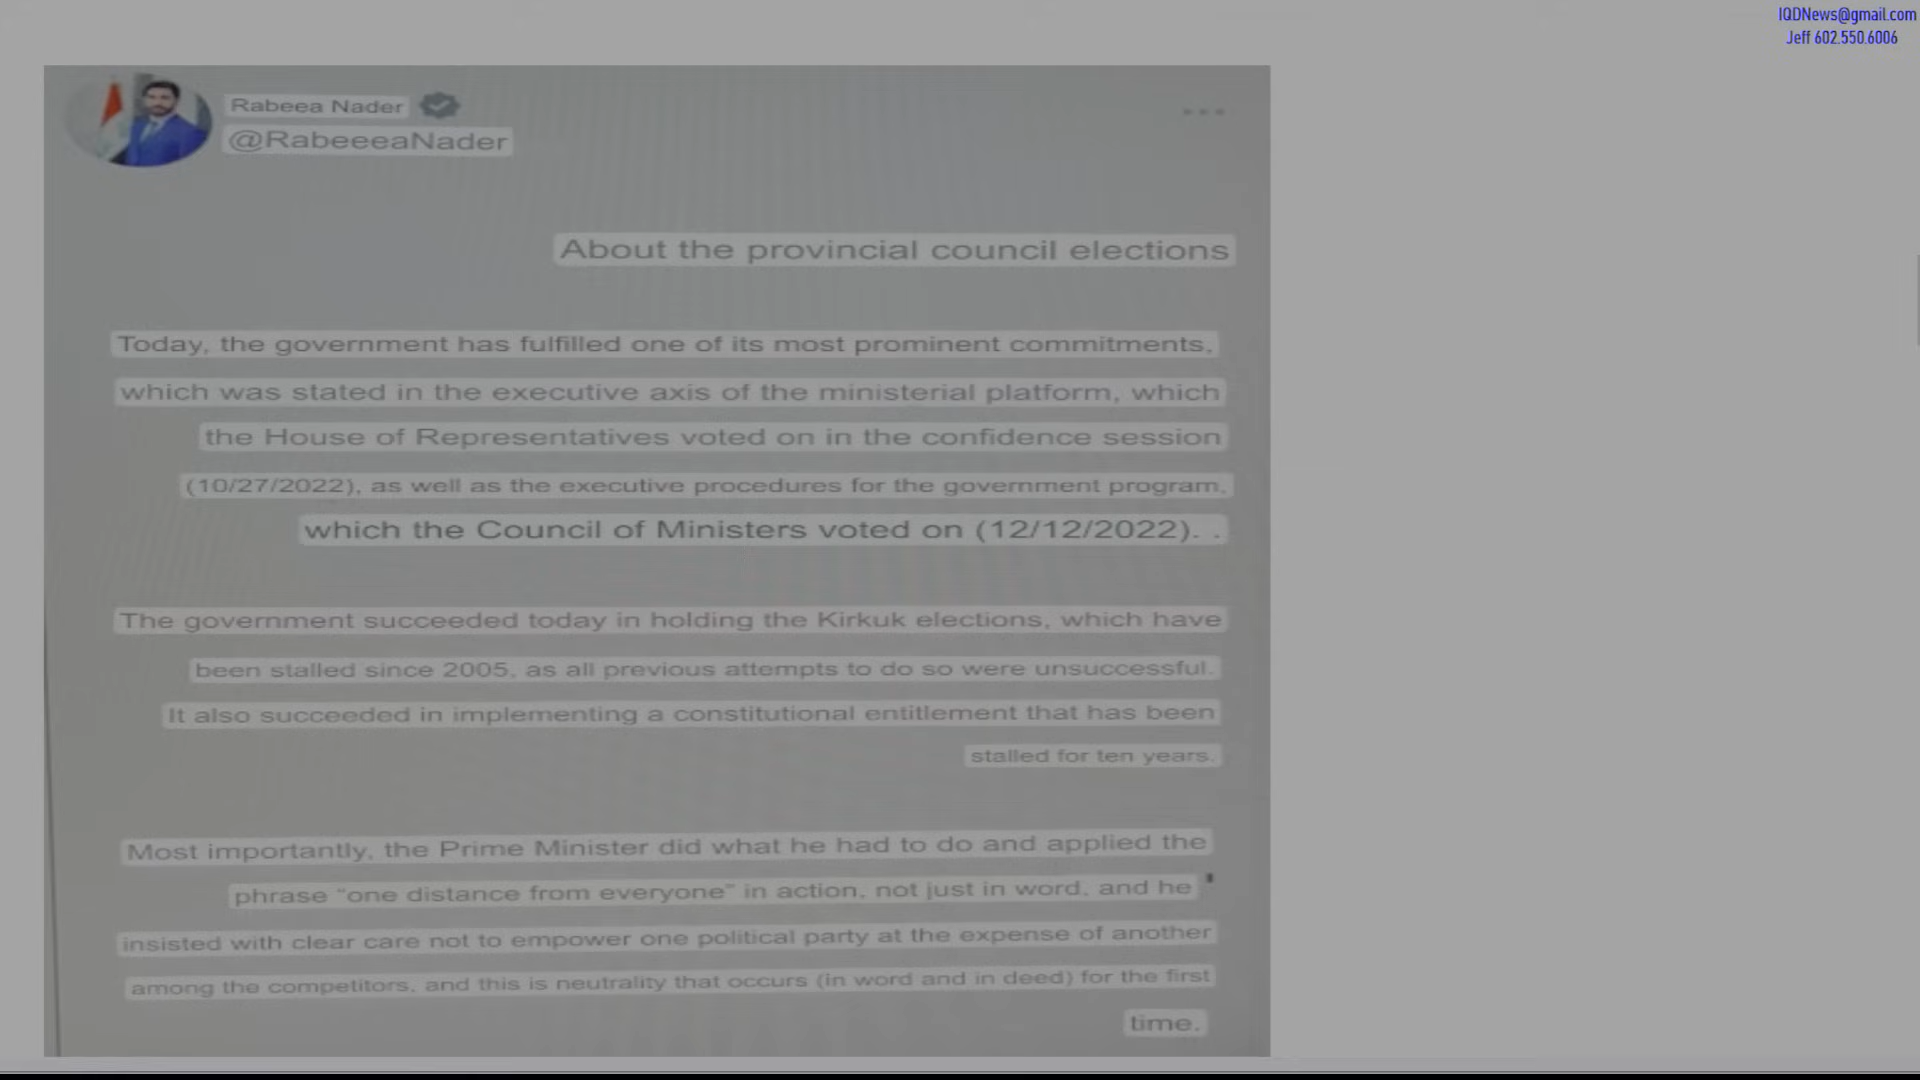 IQDNews@gmail.com
Jeff 602.550.6006
Rabeea Nader
@RabeeeaNader
About the provincial council elections
Today, the government has fulfilled one of its most prominent commitments,
which was stated in the executive axis of the ministerial platform, which
the House of Representatives voted on in the confidence session
(10/27/2022), as well as the executive procedures for the government program,
which the Council of Ministers voted on (12/12/2022). .
The government succeeded today in holding the Kirkuk elections, which have
been stalled since 2005, as all previous attempts to do so were unsuccessful.
It also succeeded in implementing a constitutional entitlement that has been
stalled for ten years.
Most importantly, the Prime Minister did what he had to do and applied the
phrase "one distance from everyone" in action, not just in word, and he
insisted with clear care not to empower one political party at the expense of another
among the competitors, and this is neutrality that occurs (in word and in deed) for the first
time.